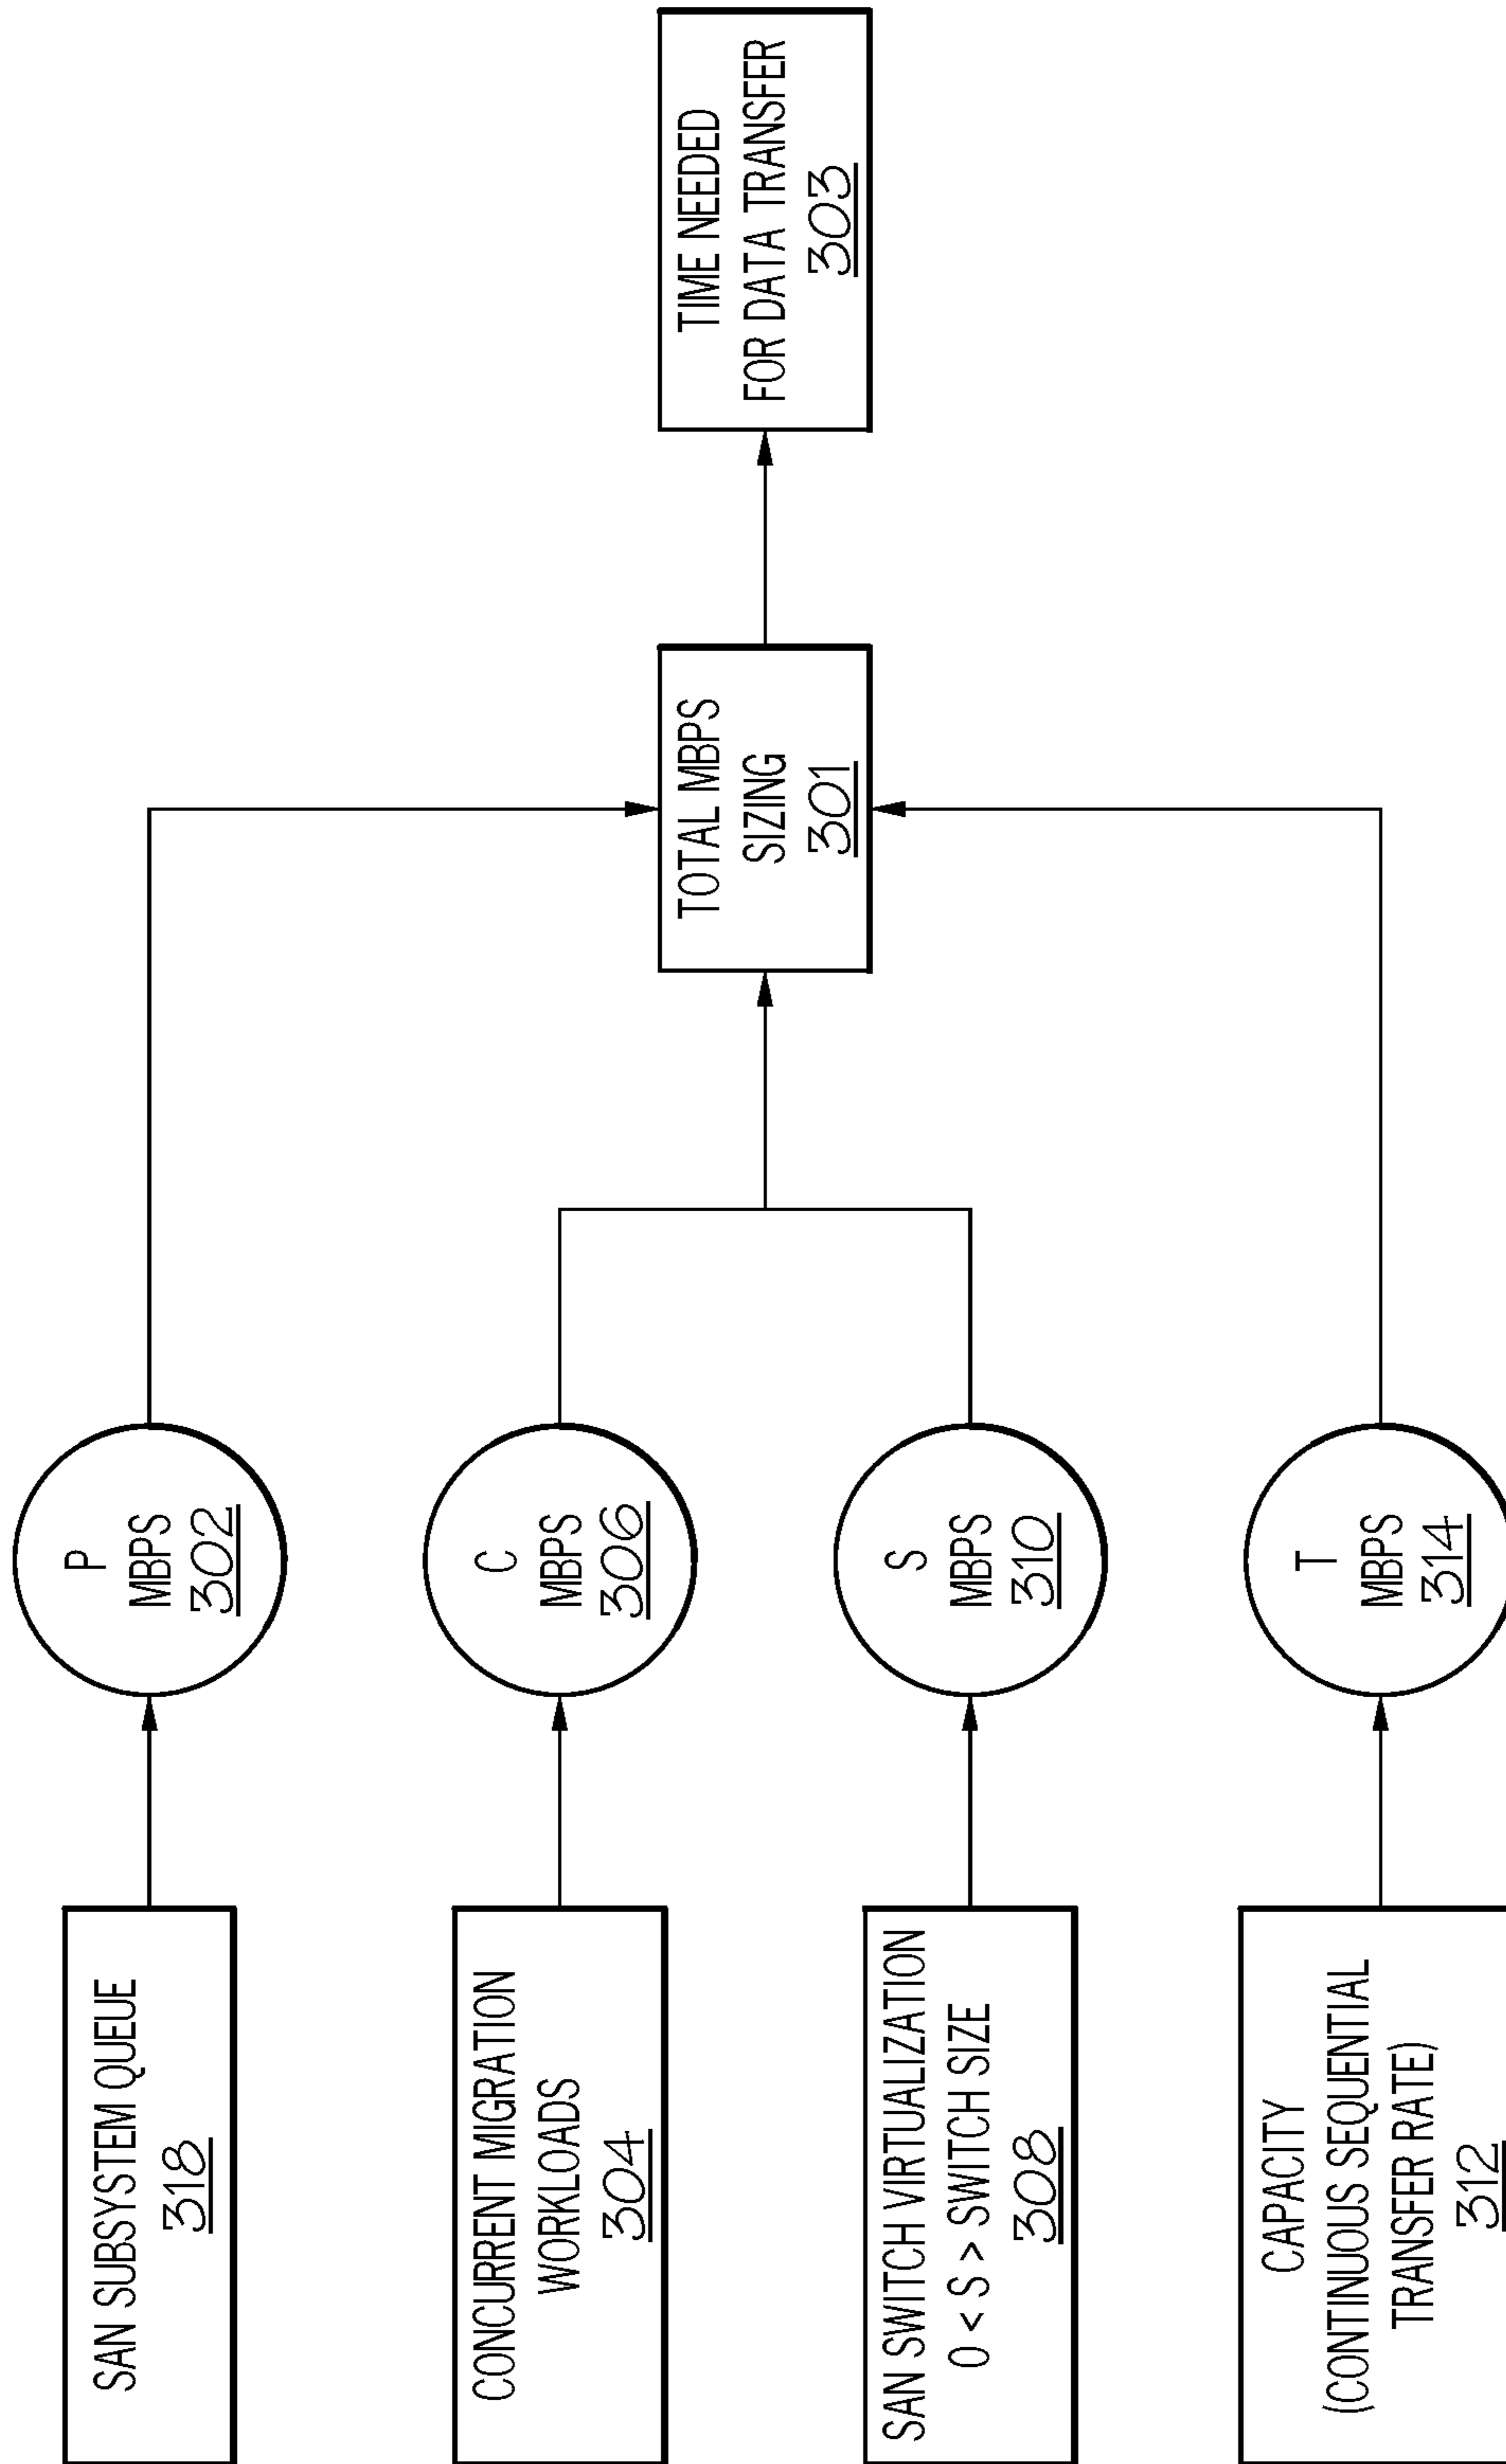 SAN SUBSYSTEM QUEUE
318
P
MBPS
302
CONCURRENT MIGRATION
WORKLOADS
304
C
MBPS
306
TOTAL MBPS
SIZING
301
TIME NEEDED
FOR DATA TRANSFER
303
SAN SWITCH VIRTUALIZATION
0 < S > SWITCH SIZE
308
S
MBPS
310
CAPACITY
(CONTINUOUS SEQUENTIAL
TRANSFER RATE)
312
T
MBPS
314